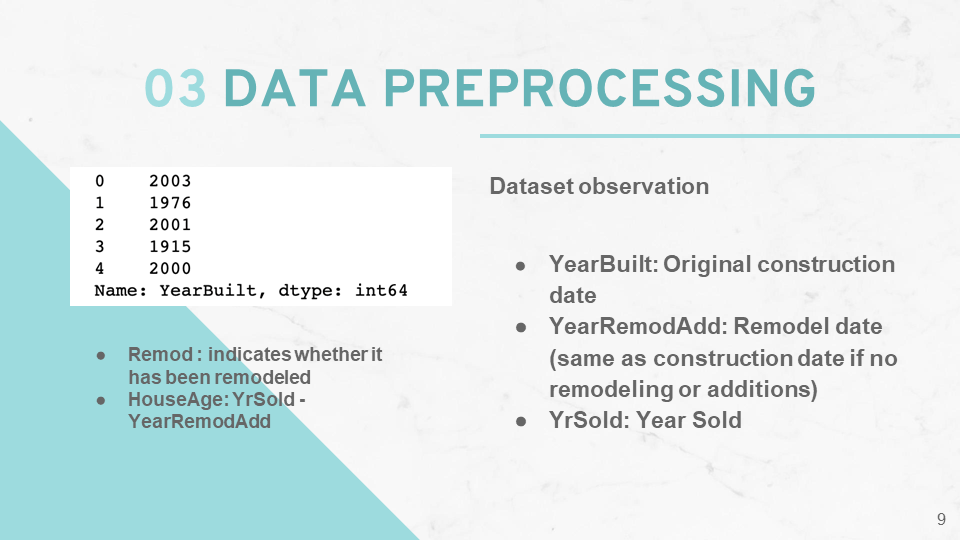 03 DATA PREPROCESSING
0 2003
1 1976
2 2001
3 1915
4 2000
Name: YearBuilt, dtype: int64
● Remod : indicates whether it
has been remodeled
● HouseAge: YrSold -
YearRemodAdd
Dataset observation
● YearBuilt: Original construction
date
● YearRemodAdd: Remodel date
(same as construction date if no
remodeling or additions)
● YrSold: Year Sold
9